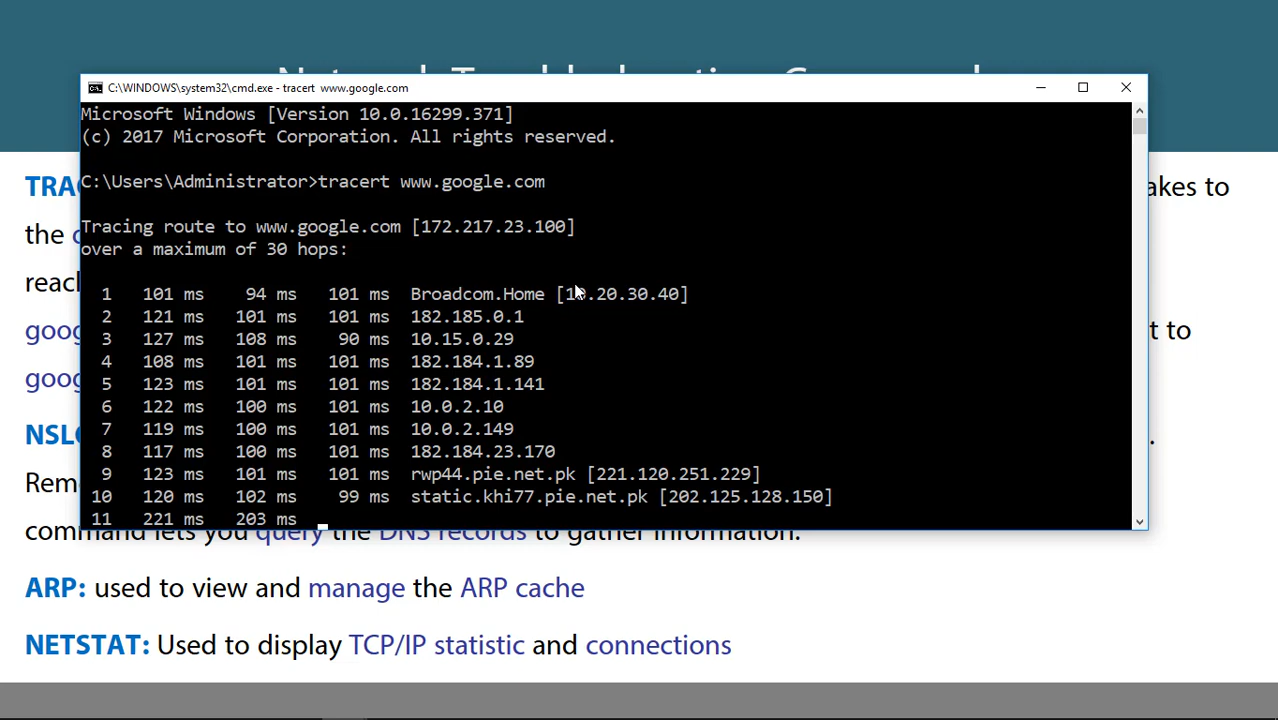 C:\WINDOWS\system32\cmd.exe - tracert www.google.com
Microsoft Windows [Version 10.0.16299.371]
(c) 2017 Microsoft Corporation. All rights reserved.
C:\Users\Administrator>tracert www.google.com
Tracing route to www.google.com [172.217.23.100]
over a maximum of 30 hops:
1 101 ms 94 ms 101 ms Broadcom.Home [10.20.30.40]
2 121 ms 101 ms 101 ms 182.185.0.1
3 127 ms 108 ms 90 ms 10.15.0.29
4 108 ms 101 ms 101 ms 182.184.1.89
5 123 ms 101 ms 101 ms 182.184.1.141
6 122 ms 100 ms 101 ms 10.0.2.10
7 119 ms 100 ms 101 ms 10.0.2.149
8 117 ms 100 ms 101 ms 182.184.23.170
9 123 ms 101 ms 101 ms rwp44.pie.net.pk [221.120.251.229]
10 120 ms 102 ms 99 ms static.khi77.pie.net.pk [202.125.128.150]
11 221 ms 203 ms
to
the
t to
command lets you query the DNS records to gather information.
ARP: used to view and manage the ARP cache
NETSTAT: Used to display TCP/IP statistic and connections